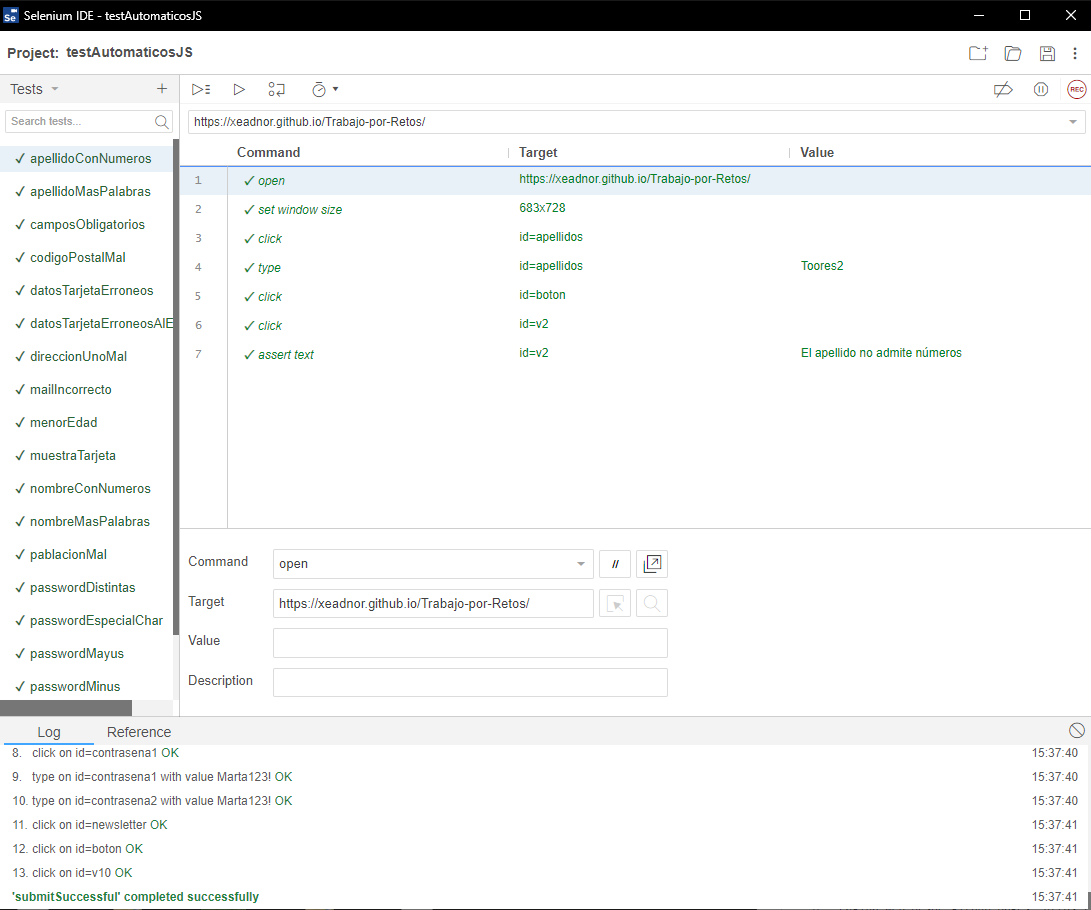 Selenium IDE - testAutomaticosJS
Project: testAutomaticosJS
Tests
Search tests...
apellidoConNumeros
apellidoMasPalabras
camposObligatorios
codigoPostalMal
datosTarjetaErroneos
datosTarjetaErroneosAlE
direccionUnoMal
mailIncorrecto
menorEdad
muestraTarjeta
nombreConNumeros
nombreMasPalabras
pablacionMal
passwordDistintas
passwordEspecialChar
passwordMayus
passwordMinus
REC
https://xeadnor.github.io/Trabajo-por-Retos/
Command Target Value
1 open https://xeadnor.github.io/Trabajo-por-Retos/
2 set window size 683x728
3 click id=apellidos
4 type id=apellidos Toores2
5 click id=boton
6 click id=v2
7 assert text id=v2 El apellido no admite números
Command open //
Target https://xeadnor.github.io/Trabajo-por-Retos/
Value
Description
Log Reference
8. click on id=contrasena1 OK 15:37:40
9. type on id=contrasena1 with value Marta123! OK 15:37:40
10. type on id=contrasena2 with value Marta123! OK 15:37:40
11. click on id=newsletter OK 15:37:41
12. click on id=boton OK 15:37:41
13. click on id=v10 OK 15:37:41
'submitSuccessful' completed successfully 15:37:41